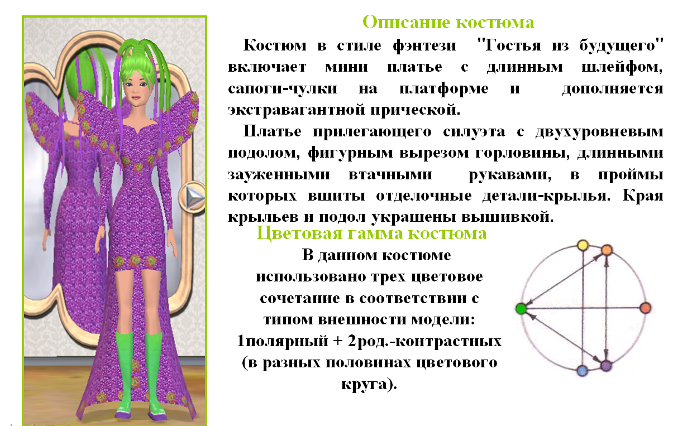 Описание костюма
Костюм в стиле фэнтези "Гостья из будущего"
включает мини платье с длинным шлейфом,
сапоги-чулки на платформе и дополняется
экстравагантной прической.
Платье прилегающего силуэта с двухуровневым
подолом, фигурным вырезом горловины, длинными
зауженными втачными рукавами, в проймы
которых вшиты отделочные детали-крылья. Края
крыльев и подол украшены вышивкой.
Цветовая гамма костюма
В данном костюме
использовано трех цветовое
сочетание в соответствии с
типом внешности модели:
1полярный + 2род.-контрастных
(в разных половинах цветового
круга).